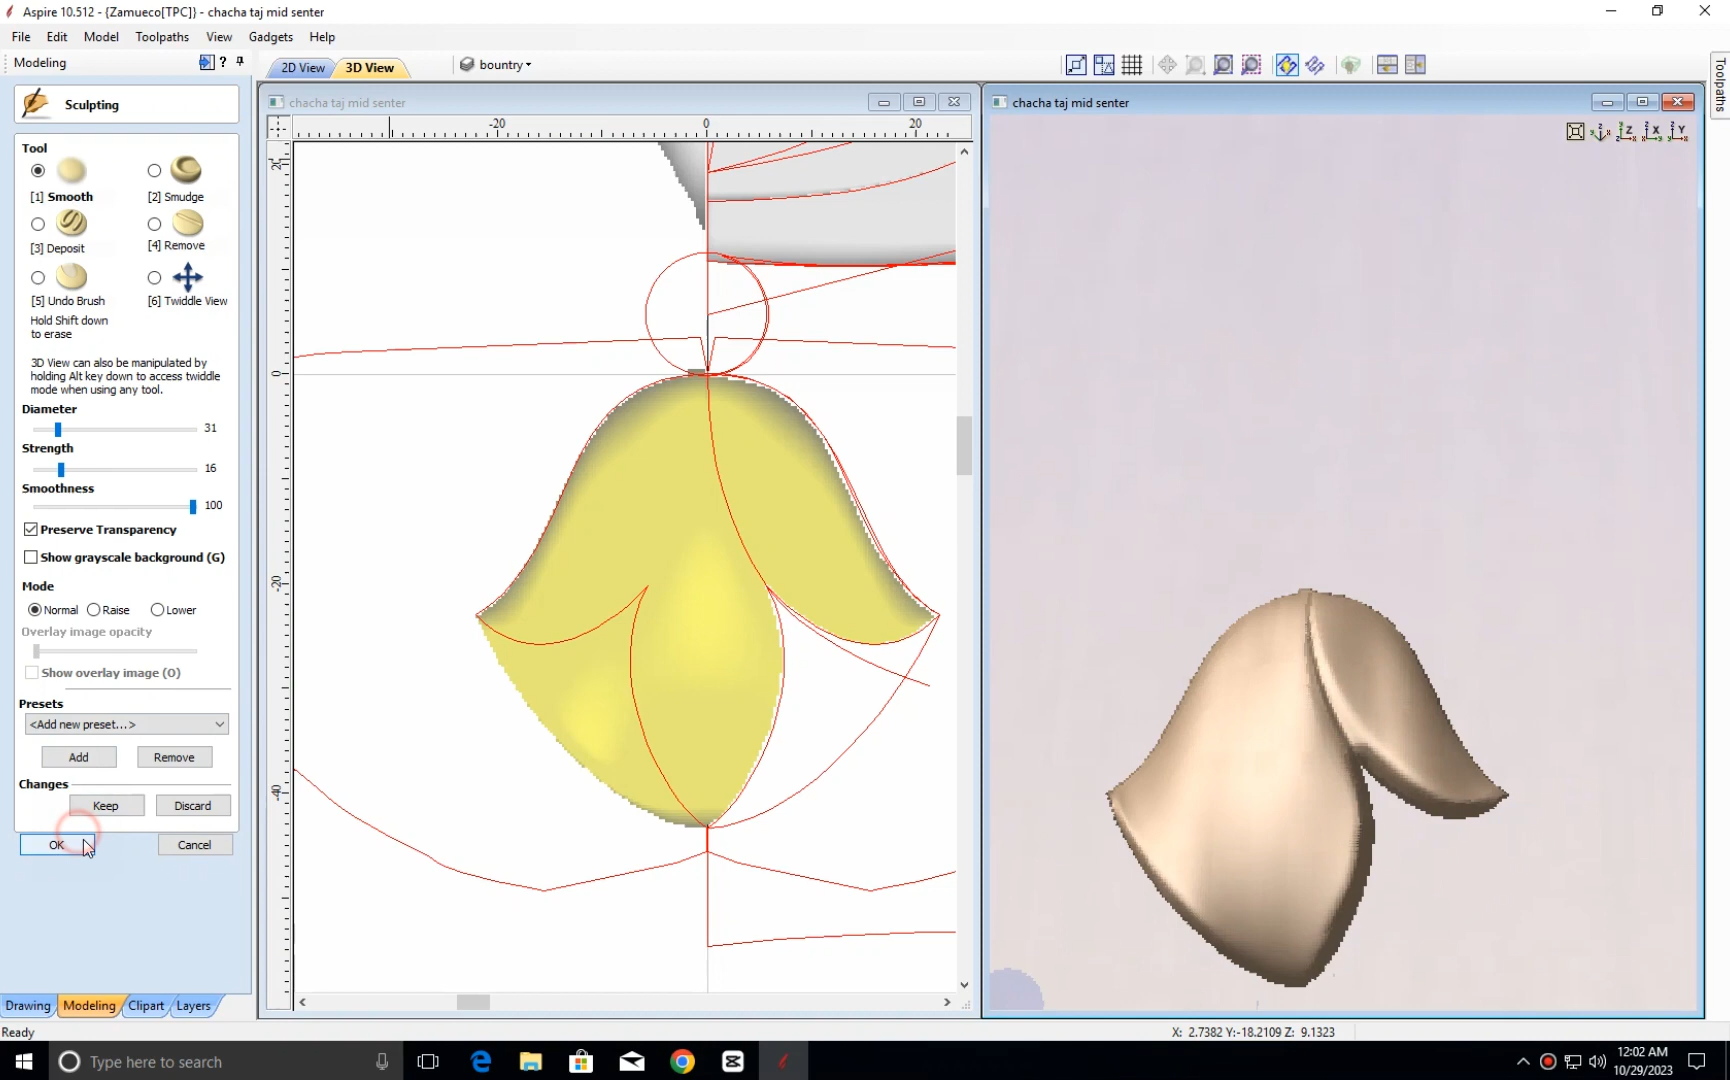 Aspire 10.512 - {Zamueco[TPC]} - chacha taj mid senter
File Edit Model Toolpaths View Gadgets Help
Modeling ?
2D View 3D View bountry
Toolpaths
Sculpting
chacha taj mid senter
chacha taj mid senter
-20 0 20
Tool
[1] Smooth [2] Smudge
[3] Deposit [4] Remove
[5] Undo Brush [6] Twiddle View
Hold Shift down
to erase
3D View can also be manipulated by
holding Alt key down to access twiddle
mode when using any tool.
Diameter
31
Strength
16
Smoothness
100
Preserve Transparency
Show grayscale background (G)
Mode
Normal Raise Lower
Overlay image opacity
Show overlay image (O)
Presets
<Add new preset...>
Add Remove
Changes
Keep Discard
OK Cancel
20
0
-20
-40
Z X Y
Drawing Modeling Clipart Layers
Ready
X: 2.7382 Y:-18.2109 Z: 9.1323
Type here to search
12:02 AM
10/29/2023